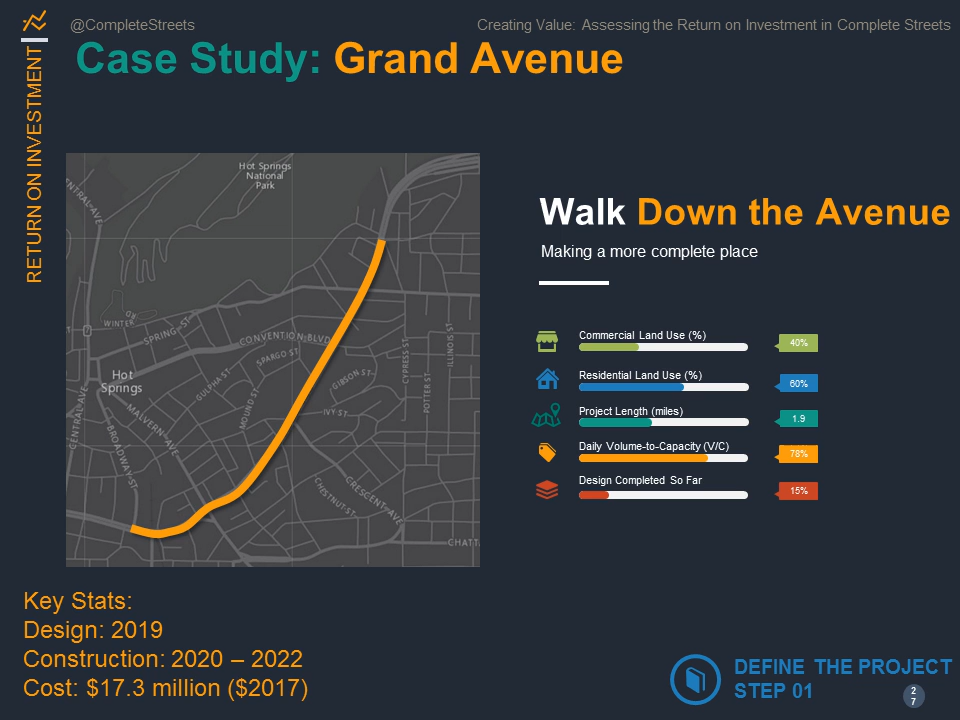 @CompleteStreets
Creating Value: Assessing the Return on Investment in Complete Streets
RETURN ON INVESTMENT
Case Study: Grand Avenue
Hot Springs
National
Park
CENTRAL AVE
WINTER
RD
SPRING ST
CONVENTION BLVD
SPARGO ST
Hot
Springs
GULPHA ST
MOUND ST
GIBSON ST
CYPRESS ST
POTTER ST
ILLINOIS ST
IVY ST
CENTRAL AVE
MALVERN AVE
BROADWAY ST
CHESTNUT ST
CRESCENT AVE
CHATT
Walk Down the Avenue
Making a more complete place
Commercial Land Use (%)
40%
Residential Land Use (%)
60%
Project Length (miles)
1.9
Daily Volume-to-Capacity (V/C)
78%
Design Completed So Far
15%
Key Stats:
Design: 2019
Construction: 2020 – 2022
Cost: $17.3 million ($2017)
DEFINE THE PROJECT
STEP 01
2
7